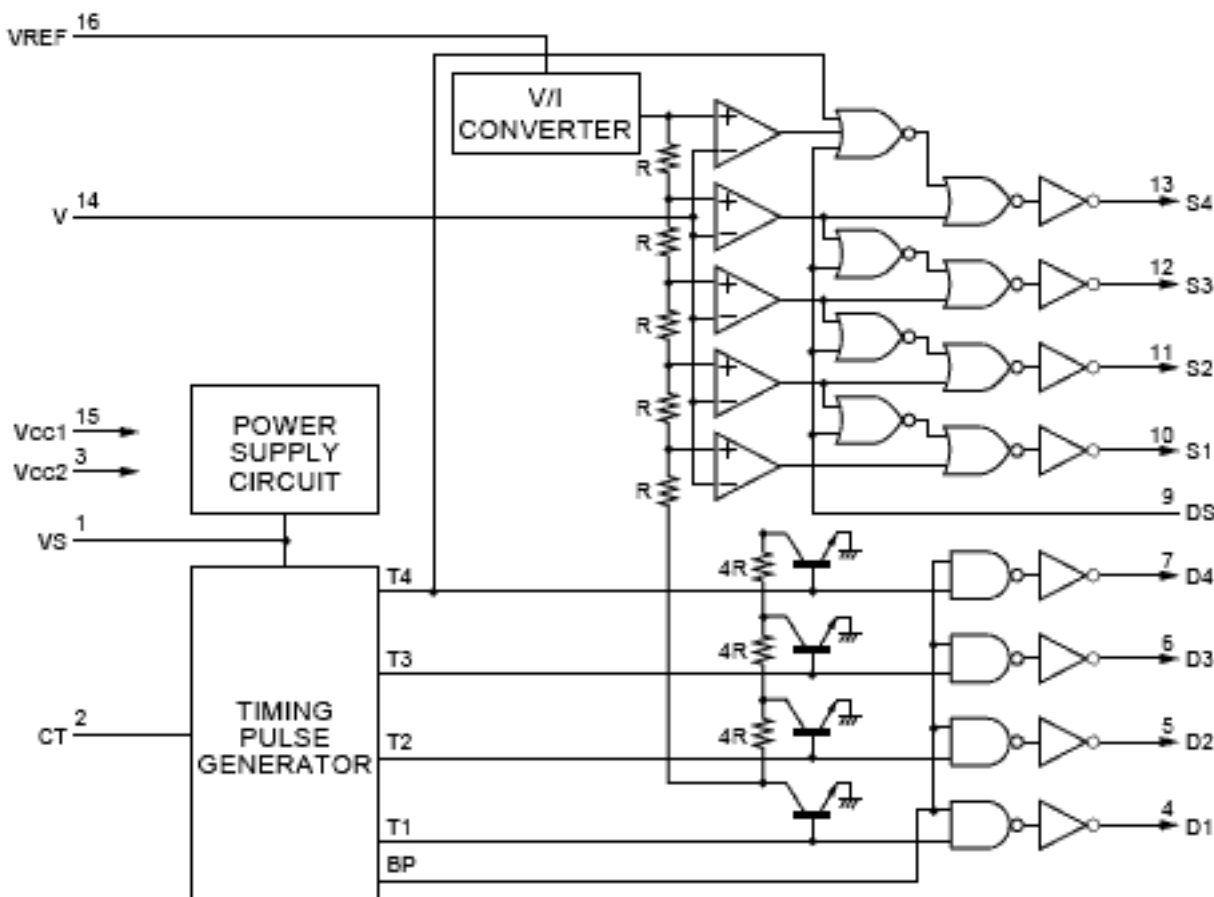 VREF 16
V/I
CONVERTER
R
V 14
13 S4
R
12 S3
R
11 S2
POWER
SUPPLY
CIRCUIT
Vcc1 15
Vcc2 3
R
10 S1
R
9 DS
VS 1
T4
4R
7 D4
T3
4R
6 D3
TIMING
PULSE
GENERATOR
CT 2
T2
4R
5 D2
T1
4 D1
BP
+
−
+
−
+
−
+
−
+
−